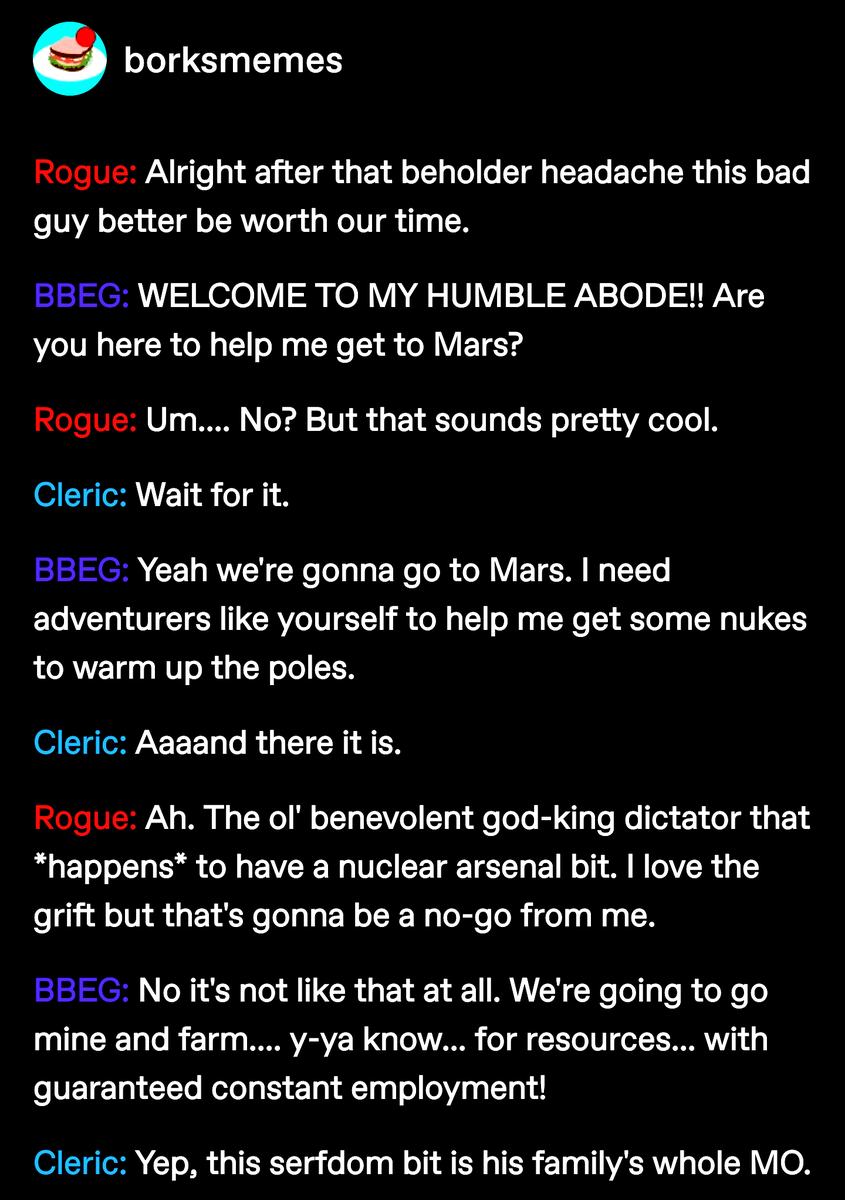 borksmemes
Rogue: Alright after that beholder headache this bad
guy better be worth our time.
BBEG: WELCOME TO MY HUMBLE ABODE!! Are
you here to help me get to Mars?
Rogue: Um.... No? But that sounds pretty cool.
Cleric: Wait for it.
BBEG: Yeah we're gonna go to Mars. I need
adventurers like yourself to help me get some nukes
to warm up the poles.
Cleric: Aaaand there it is.
Rogue: Ah. The ol' benevolent god-king dictator that
*happens* to have a nuclear arsenal bit. I love the
grift but that's gonna be a no-go from me.
BBEG: No it's not like that at all. We're going to go
mine and farm.... y-ya know... for resources... with
guaranteed constant employment!
Cleric: Yep, this serfdom bit is his family's whole MO.